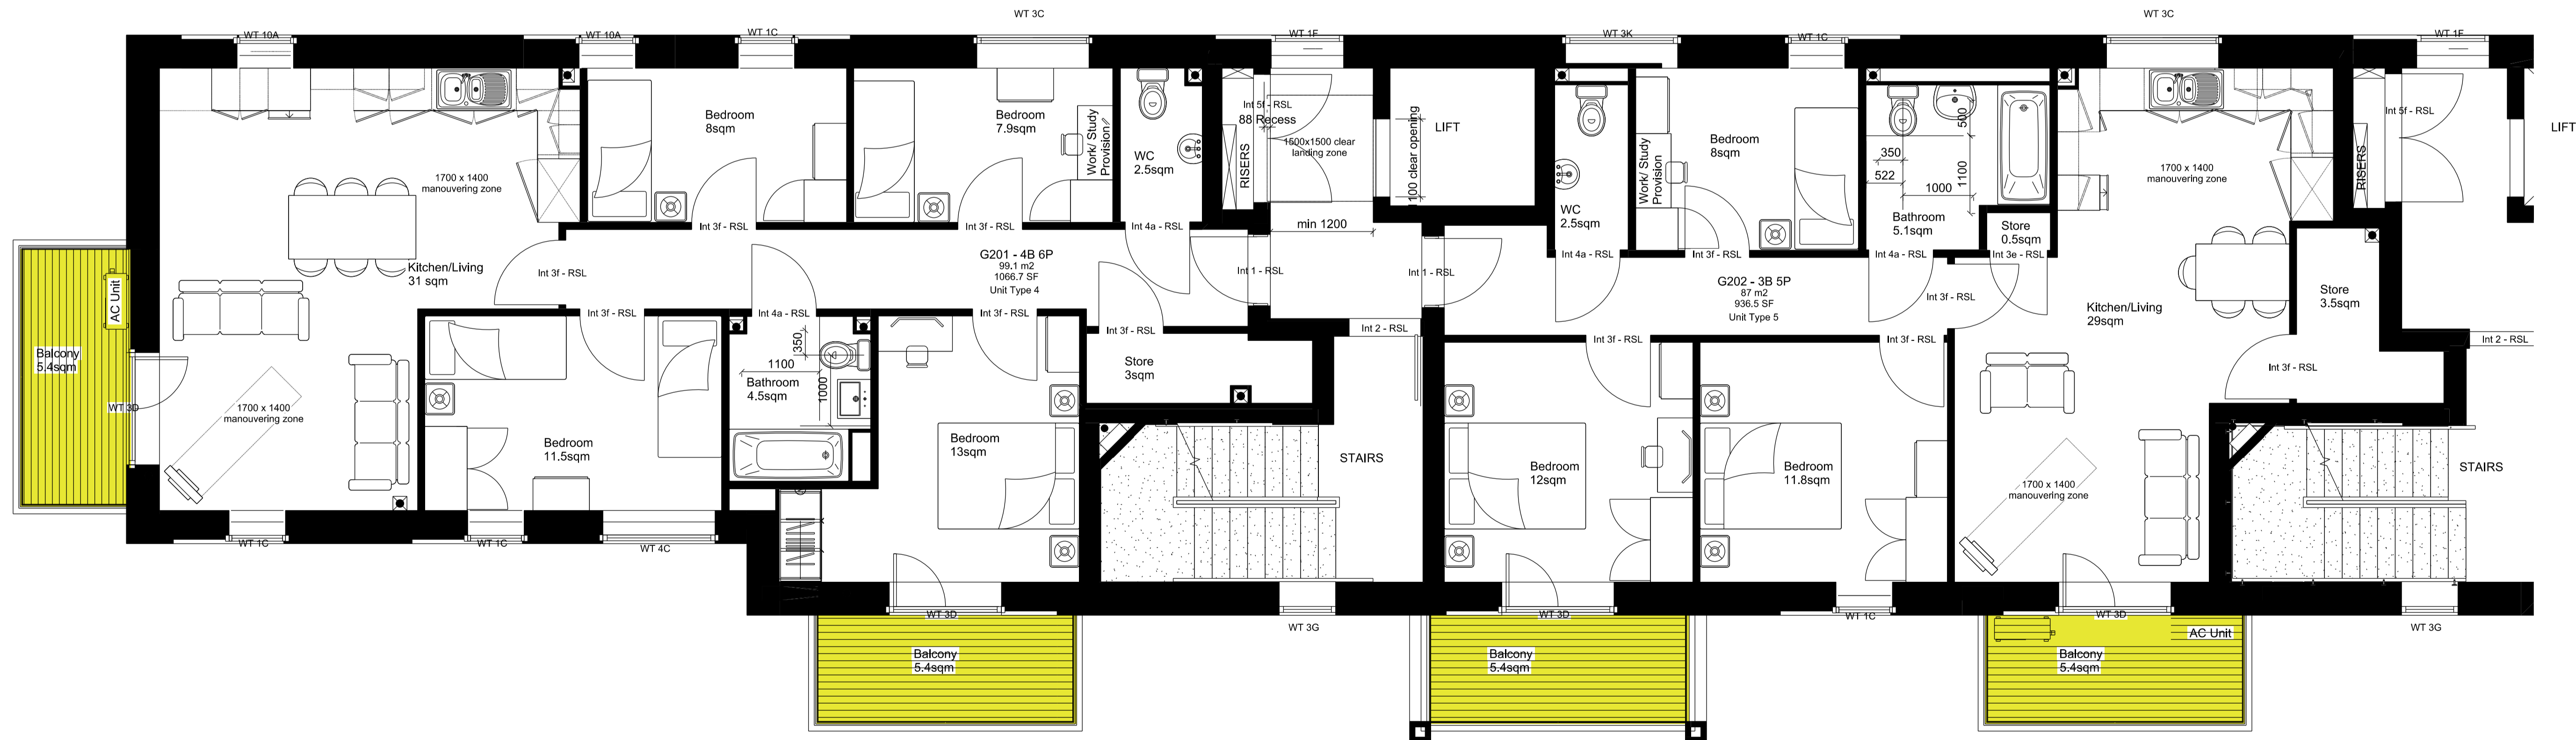 WT 3C
WT 3C
WT 10A
WT 10A
WT 1C
WT 1F
WT 3K
WT 1C
WT 1F
Bedroom
8sqm
Bedroom
7.9sqm
Work/ Study
Provision
WC
2.5sqm
RISERS
Int 5f - RSL
88 Recess
1500x1500 clear
landing zone
1100 clear opening
LIFT
min 1200
WC
2.5sqm
Work/ Study
Provision
Bedroom
8sqm
350
522
500
1100
1000
Bathroom
5.1sqm
Store
0.5sqm
1700 x 1400
manouvering zone
RISERS
Int 5f - RSL
LIFT
1700 x 1400
manouvering zone
Int 3f - RSL
Int 3f - RSL
Int 4a - RSL
Int 4a - RSL
Int 3f - RSL
Int 4a - RSL
Int 3e - RSL
Kitchen/Living
31 sqm
Int 3f - RSL
G201 - 4B 6P
99.1 m2
1066.7 SF
Unit Type 4
Int 1 - RSL
Int 1 - RSL
G202 - 3B 5P
87 m2
936.5 SF
Unit Type 5
Int 3f - RSL
Kitchen/Living
29sqm
Store
3.5sqm
AC Unit
Balcony
5.4sqm
Int 3f - RSL
Int 4a - RSL
Int 3f - RSL
Int 3f - RSL
Int 2 - RSL
Int 3f - RSL
Int 3f - RSL
Int 2 - RSL
Int 3f - RSL
350
1100
1000
Bathroom
4.5sqm
Store
3sqm
WT 3D
1700 x 1400
manouvering zone
Bedroom
11.5sqm
Bedroom
13sqm
STAIRS
Bedroom
12sqm
Bedroom
11.8sqm
1700 x 1400
manouvering zone
STAIRS
WT 1C
WT 1C
WT 4C
WT 3D
WT 3G
WT 3D
WT 1C
WT 3D
WT 3G
AC Unit
Balcony
5.4sqm
Balcony
5.4sqm
Balcony
5.4sqm